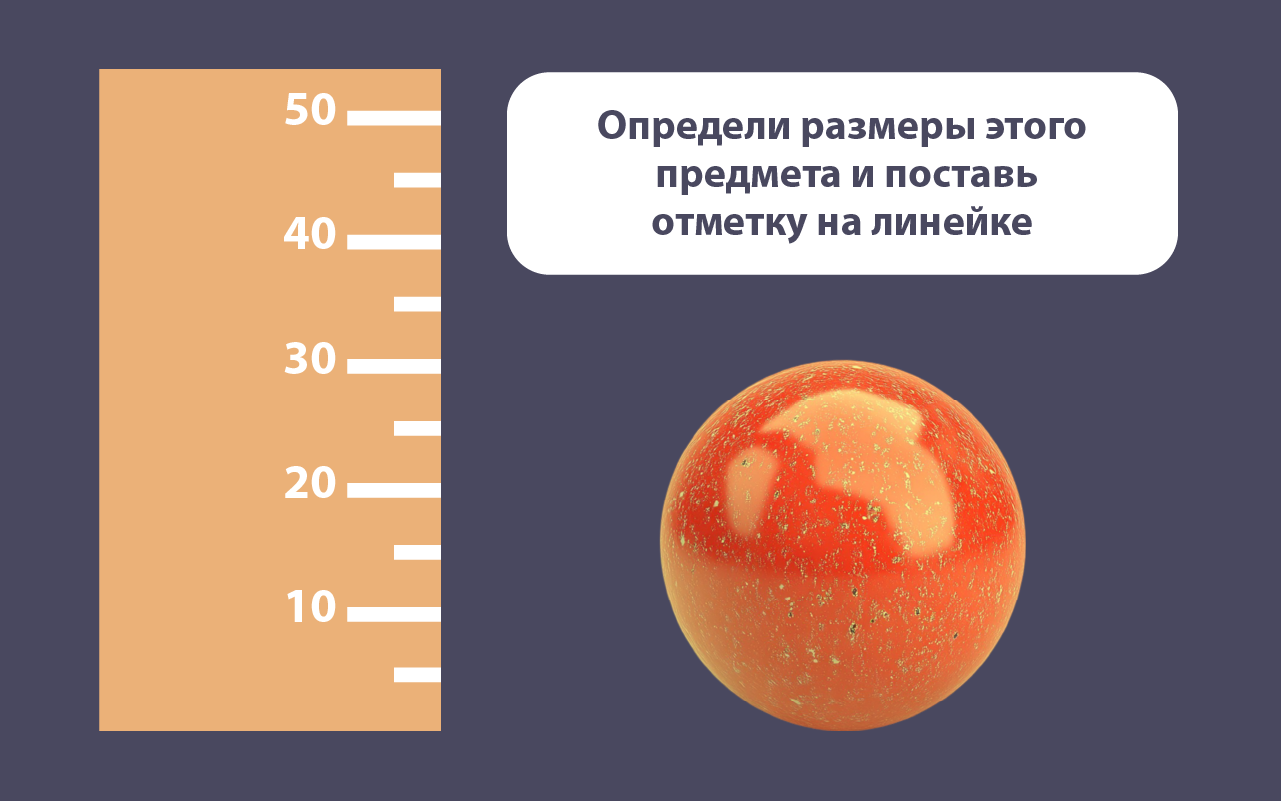 50
40
30
20
10
Определи размеры этого
предмета и поставь
отметку на линейке